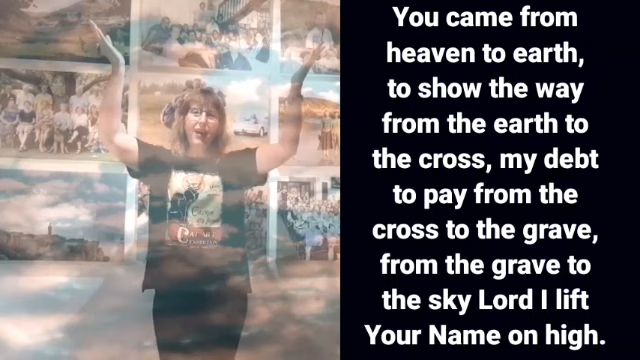 You came from
heaven to earth,
to show the way
from the earth to
the cross, my debt
to pay from the
cross to the grave,
from the grave to
the sky Lord I lift
Your Name on high.